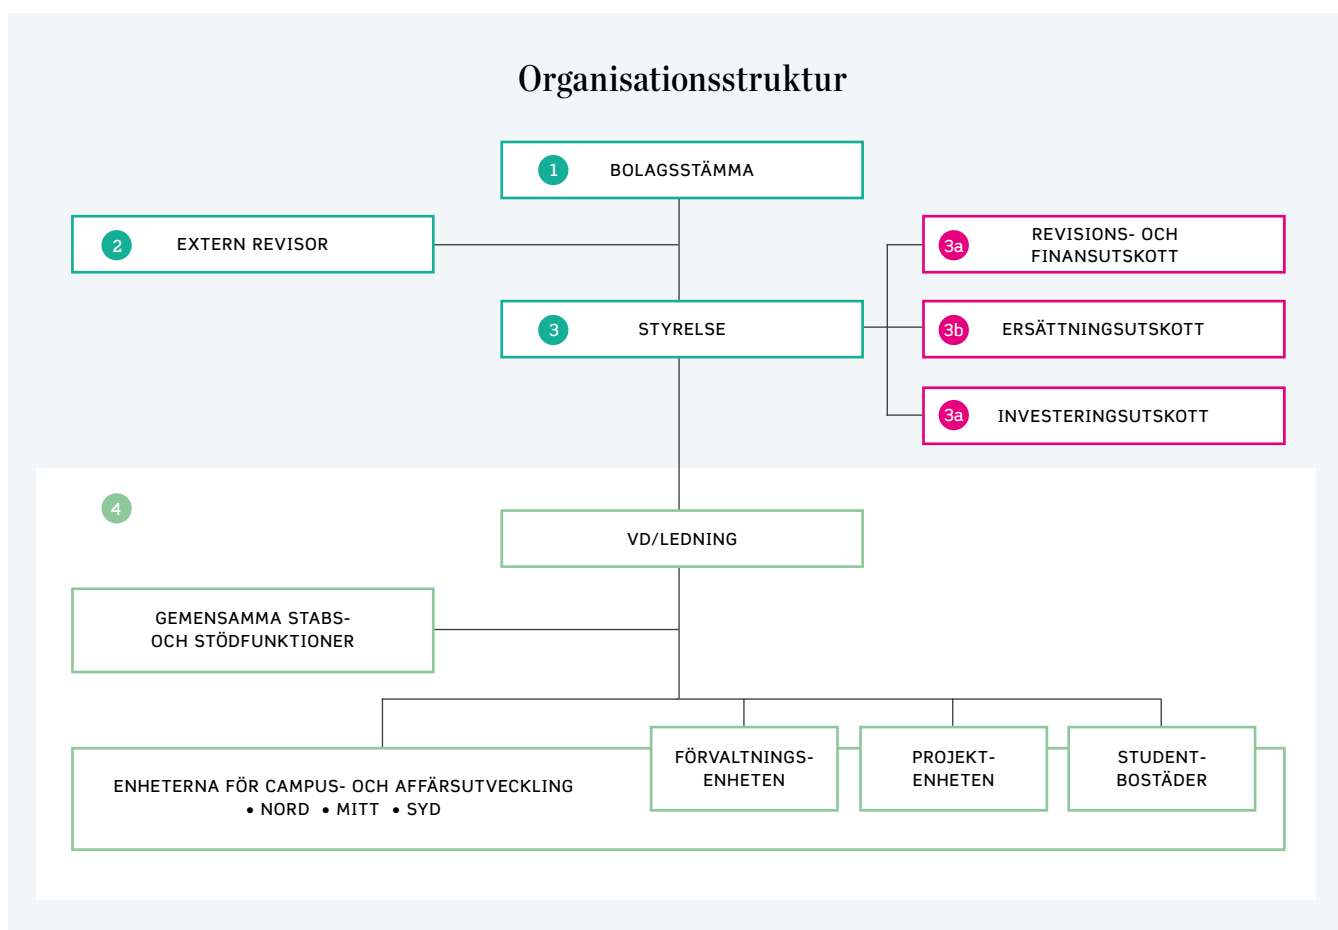 Organisationsstruktur
1 BOLAGSSTÄMMA
2 EXTERN REVISOR
3a REVISIONS- OCH
FINANSUTSKOTT
3 STYRELSE
3b ERSÄTTNINGSUTSKOTT
3a INVESTERINGSUTSKOTT
4
VD/LEDNING
GEMENSAMMA STABS-
OCH STÖDFUNKTIONER
ENHETERNA FÖR CAMPUS- OCH AFFÄRSUTVECKLING
• NORD • MITT • SYD
FÖRVALTNINGS-
ENHETEN
PROJEKT-
ENHETEN
STUDENT-
BOSTÄDER